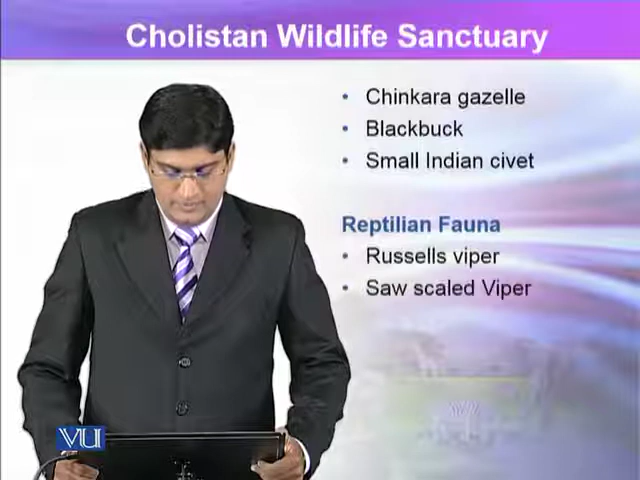 Cholistan Wildlife Sanctuary
• Chinkara gazelle
• Blackbuck
• Small Indian civet
Reptilian Fauna
• Russells viper
• Saw scaled Viper
VU